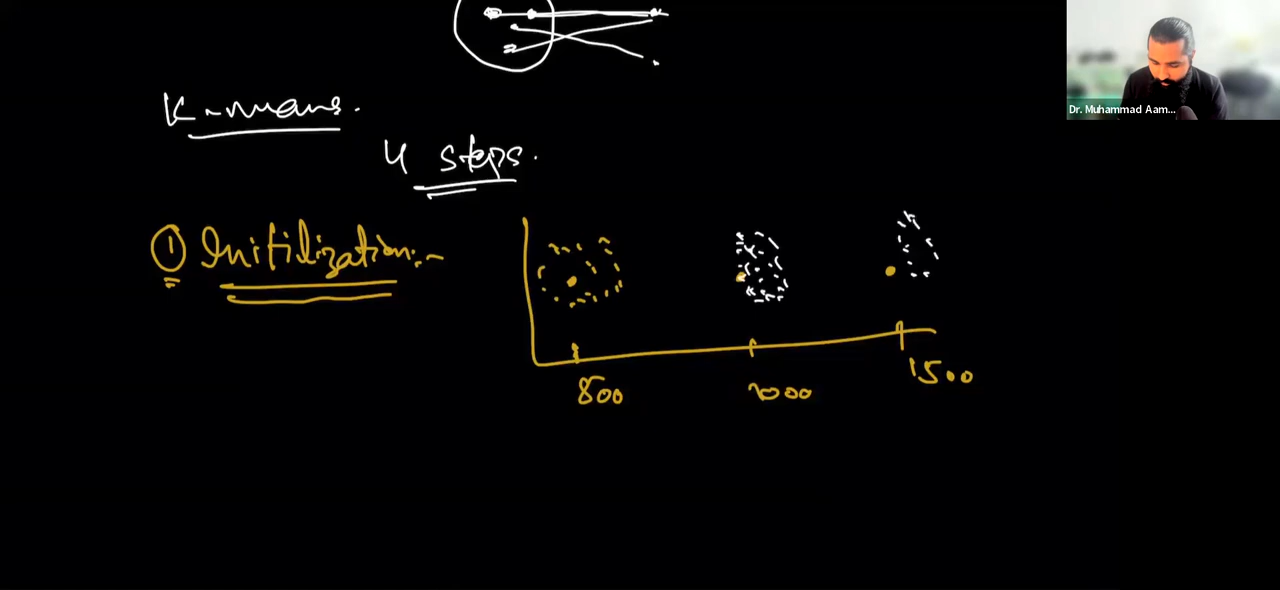 Dr. Muhammad Aam...
K-means.
4 steps.
① Initilization:-
800
1000
1500